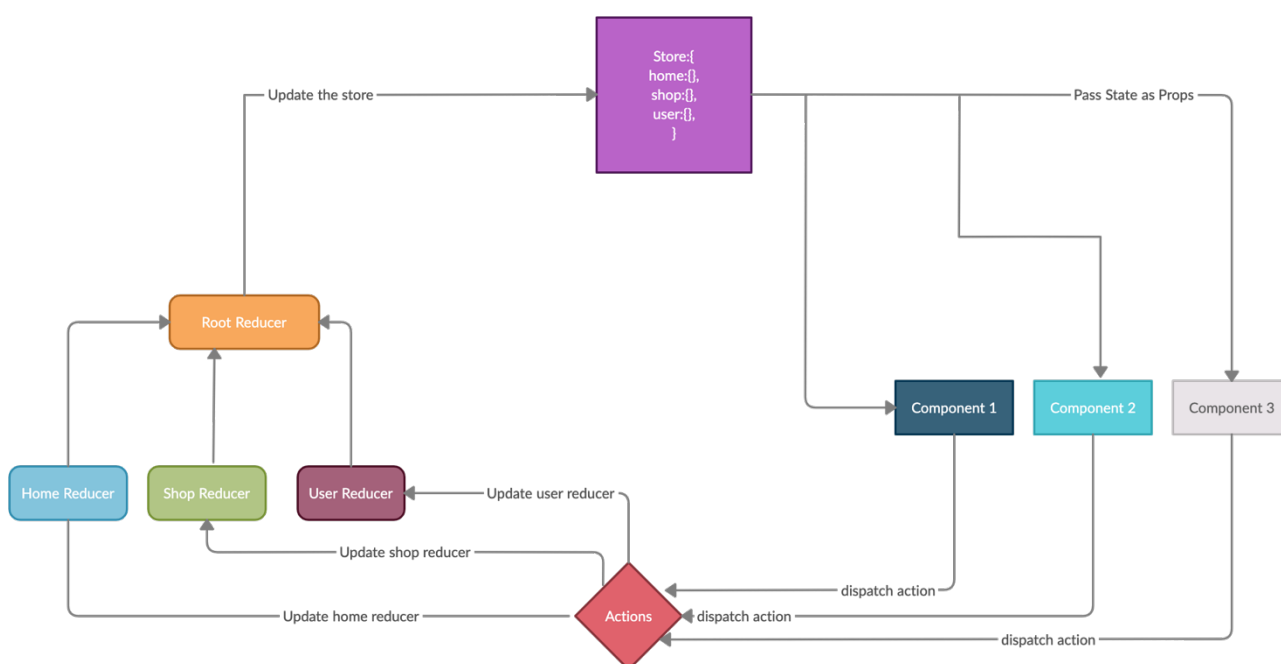 Store:{
home:{},
shop:{},
user:{},
}
Update the store
Pass State as Props
Root Reducer
Component 1
Component 2
Component 3
Home Reducer
Shop Reducer
User Reducer
Update user reducer
Update shop reducer
dispatch action
Update home reducer
Actions
dispatch action
dispatch action